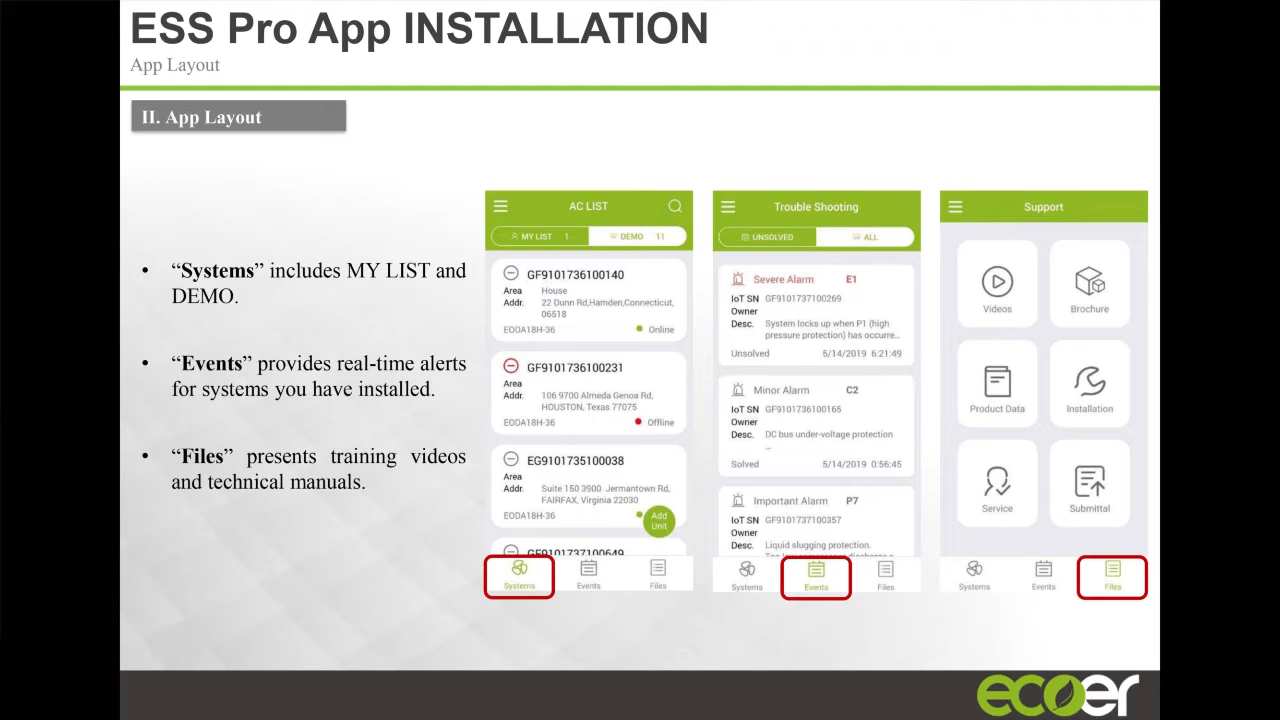 ESS Pro App INSTALLATION
App Layout
II. App Layout
• “Systems” includes MY LIST and
DEMO.
• “Events” provides real-time alerts
for systems you have installed.
• “Files” presents training videos
and technical manuals.
AC LIST
MY LIST 1 DEMO 11
GF9101736100140
Area House
Addr. 22 Dunn Rd,Hamden,Connecticut,
06518
EODA18H-36 Online
GF9101736100231
Area
Addr. 106 9700 Almeda Genoa Rd,
HOUSTON, Texas 77075
EODA18H-36 Offline
EG9101735100038
Area
Addr. Suite 150 3900 Jermantown Rd,
FAIRFAX, Virginia 22030
EODA18H-36
Add
Unit
GF9101737100649
Systems Events Files
Trouble Shooting
UNSOLVED ALL
Severe Alarm E1
IoT SN GF9101737100269
Owner
Desc. System locks up when P1 (high
pressure protection) has occurre...
Unsolved 5/14/2019 6:21:49
Minor Alarm C2
IoT SN GF9101736100165
Owner
Desc. DC bus under-voltage protection
...
Solved 5/14/2019 0:56:45
Important Alarm P7
IoT SN GF9101737100357
Owner
Desc. Liquid slugging protection.
Systems Events Files
Support
Videos Brochure
Product Data Installation
Service Submittal
Systems Events Files
ecoer